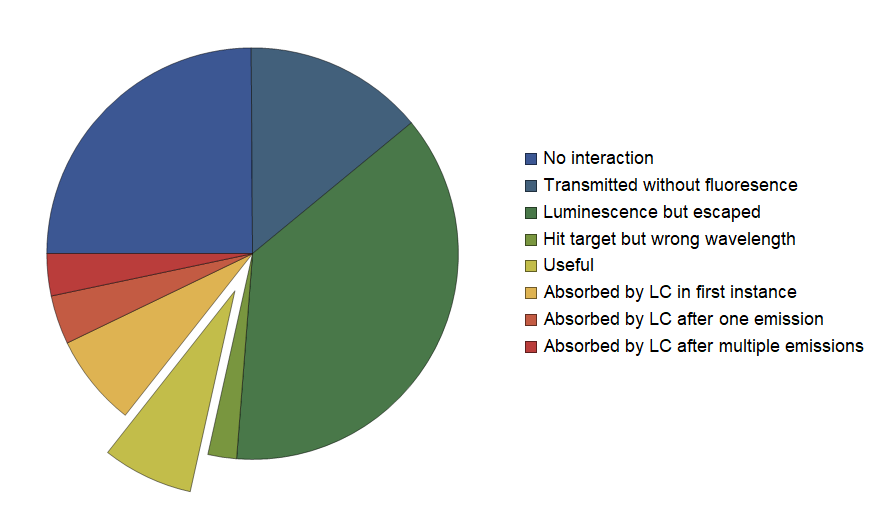 No interaction
Transmitted without fluoresence
Luminescence but escaped
Hit target but wrong wavelength
Useful
Absorbed by LC in first instance
Absorbed by LC after one emission
Absorbed by LC after multiple emissions